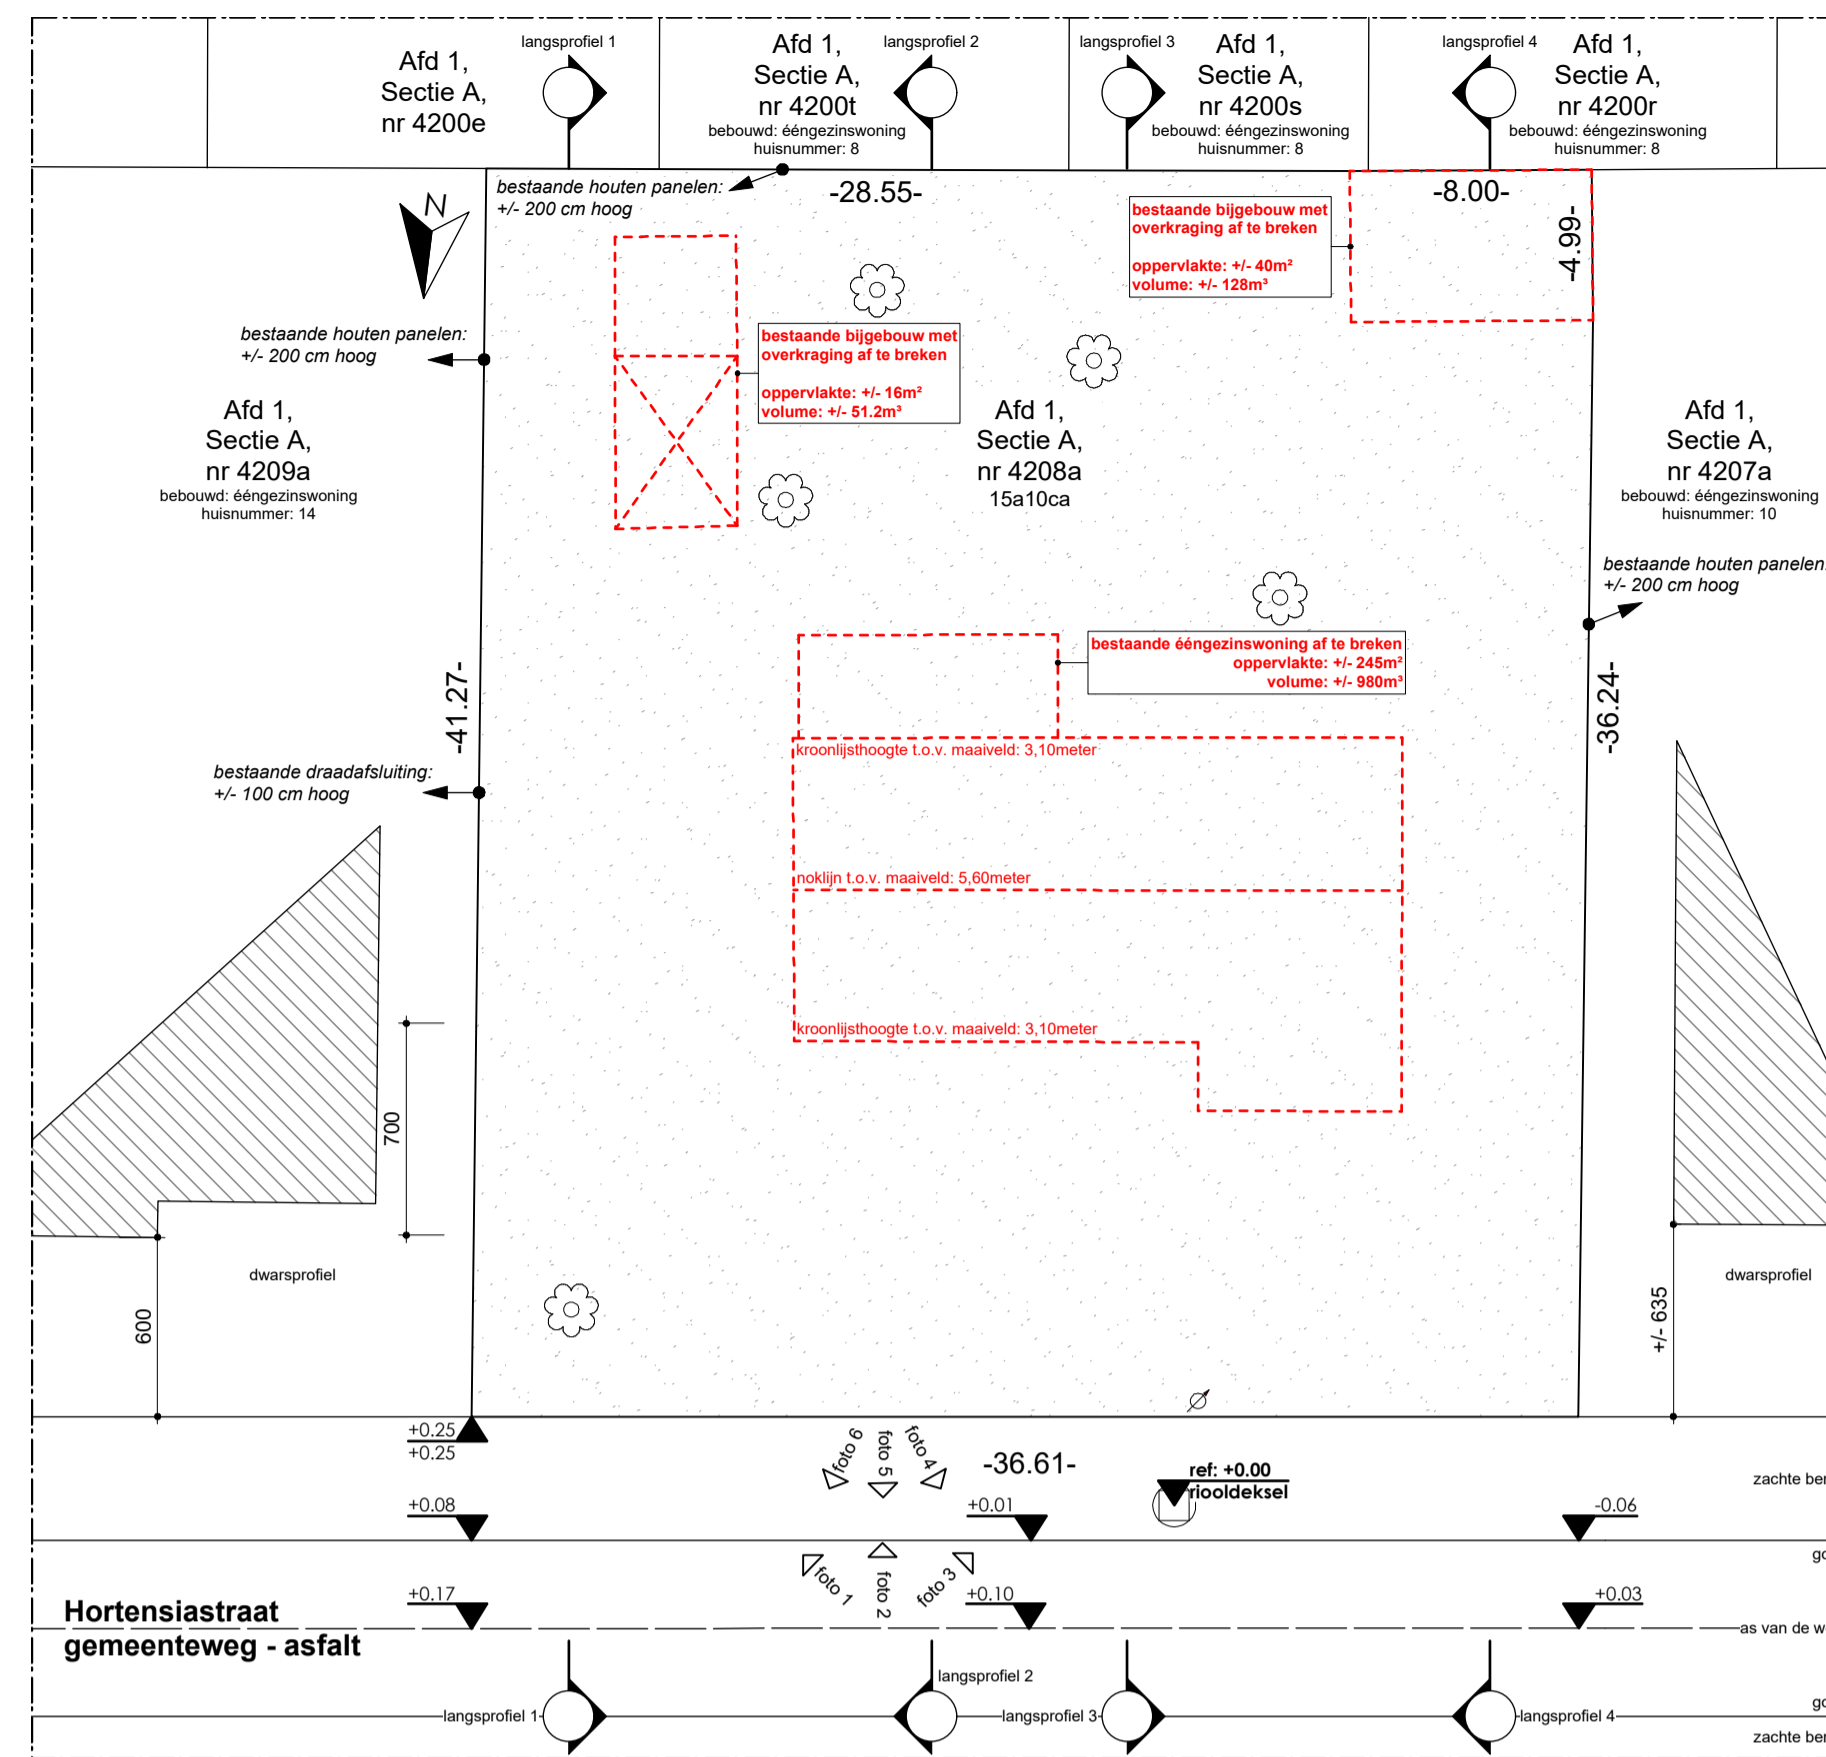 langsprofiel 1
langsprofiel 2
langsprofiel 3
langsprofiel 4
Afd 1,
Sectie A,
nr 4200e
Afd 1,
Sectie A,
nr 4200t
bebouwd: ééngezinswoning
huisnummer: 8
Afd 1,
Sectie A,
nr 4200s
bebouwd: ééngezinswoning
huisnummer: 8
Afd 1,
Sectie A,
nr 4200r
bebouwd: ééngezinswoning
huisnummer: 8
bestaande houten panelen:
+/- 200 cm hoog
-28.55-
-8.00-
-4.99-
N
bestaande bijgebouw met
overkraging af te breken
oppervlakte: +/- 40m²
volume: +/- 128m³
bestaande houten panelen:
+/- 200 cm hoog
bestaande bijgebouw met
overkraging af te breken
oppervlakte: +/- 16m²
volume: +/- 51.2m³
Afd 1,
Sectie A,
nr 4209a
bebouwd: ééngezinswoning
huisnummer: 14
Afd 1,
Sectie A,
nr 4208a
15a10ca
Afd 1,
Sectie A,
nr 4207a
bebouwd: ééngezinswoning
huisnummer: 10
bestaande houten panelen:
+/- 200 cm hoog
bestaande ééngezinswoning af te breken
oppervlakte: +/- 245m²
volume: +/- 980m³
-41.27-
-36.24-
kroonlijsthoogte t.o.v. maaiveld: 3,10meter
bestaande draadafsluiting:
+/- 100 cm hoog
noklijn t.o.v. maaiveld: 5,60meter
kroonlijsthoogte t.o.v. maaiveld: 3,10meter
700
dwarsprofiel
dwarsprofiel
600
+/- 635
+0.25
+0.25
foto 6
foto 5
foto 4
-36.61-
ref: +0.00
riooldeksel
zachte ber
+0.08
+0.01
-0.06
go
foto 1
foto 2
foto 3
+0.17
+0.10
+0.03
Hortensiastraat
gemeenteweg - asfalt
as van de we
langsprofiel 2
langsprofiel 1
langsprofiel 3
langsprofiel 4
go
zachte ber